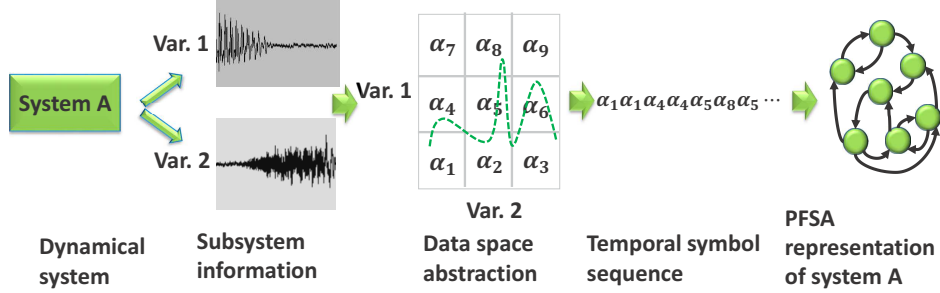 System A
Var. 1
Var. 2
Var. 1
α₇ α₈ α₉
α₄ α₅ α₆
α₁ α₂ α₃
Var. 2
α₁α₁α₄α₄α₅α₈α₅ ⋯
Dynamical
system
Subsystem
information
Data space
abstraction
Temporal symbol
sequence
PFSA
representation
of system A